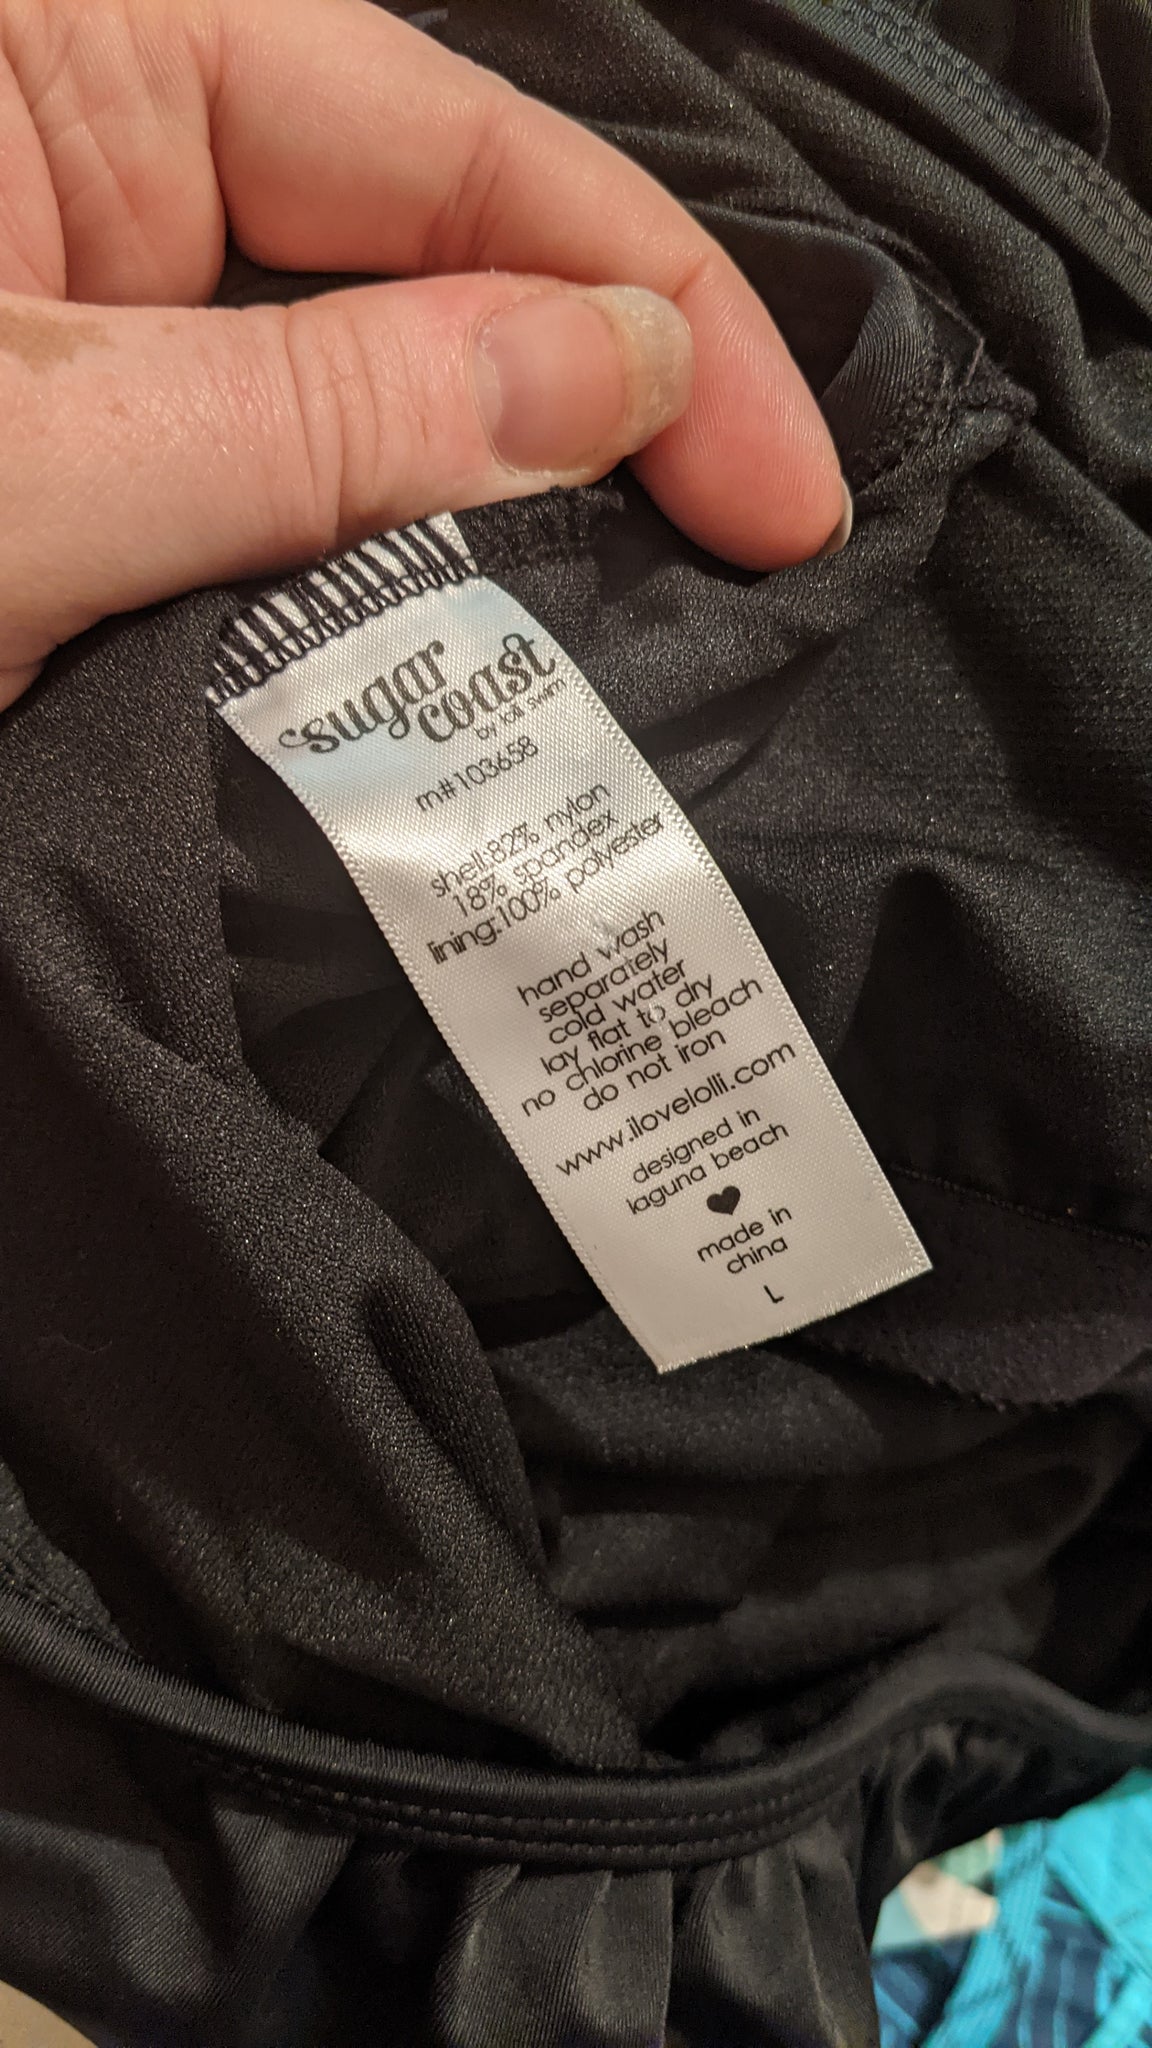 sugar
coast
by lolli swim
m#103658
shell:82% nylon
18% spandex
lining:100% polyester
hand wash
separately
cold water
lay flat to dry
no chlorine bleach
do not iron
www.ilovelolli.com
designed in
laguna beach
made in
china
L